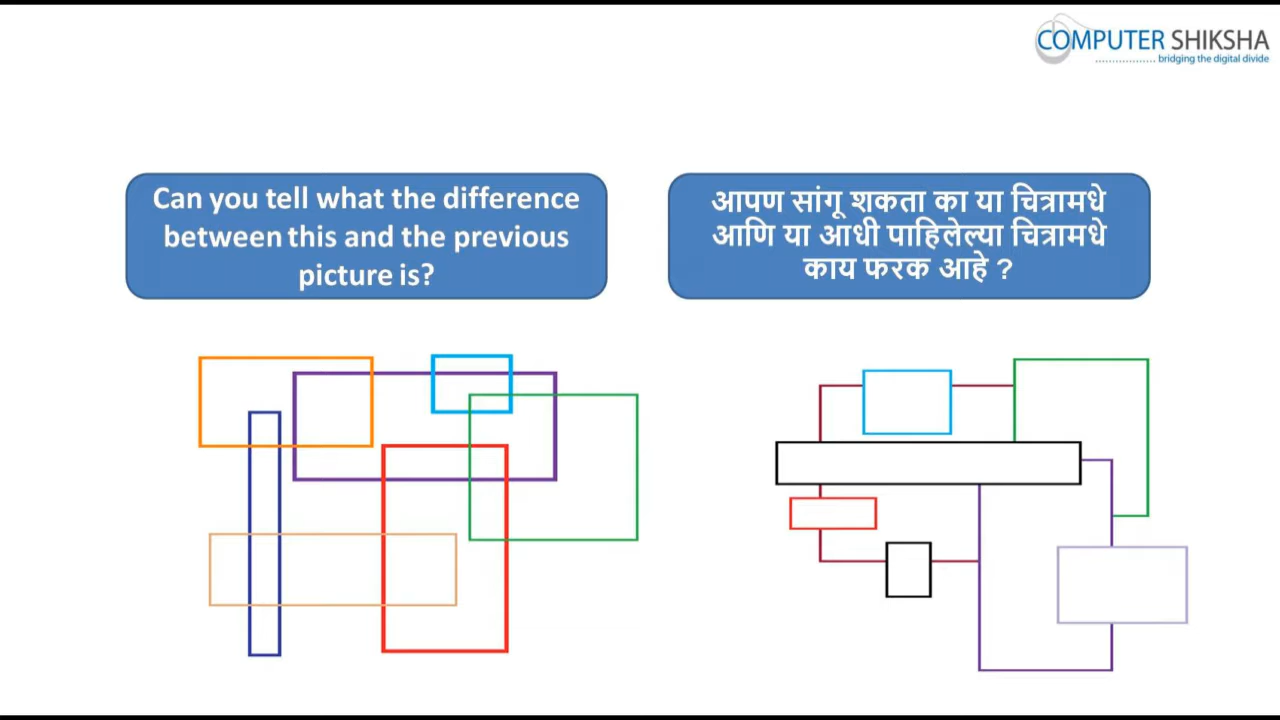 COMPUTER SHIKSHA
bridging the digital divide
Can you tell what the difference
between this and the previous
picture is?
आपण सांगू शकता का या चित्रामधे
आणि या आधी पाहिलेल्या चित्रामधे
काय फरक आहे ?